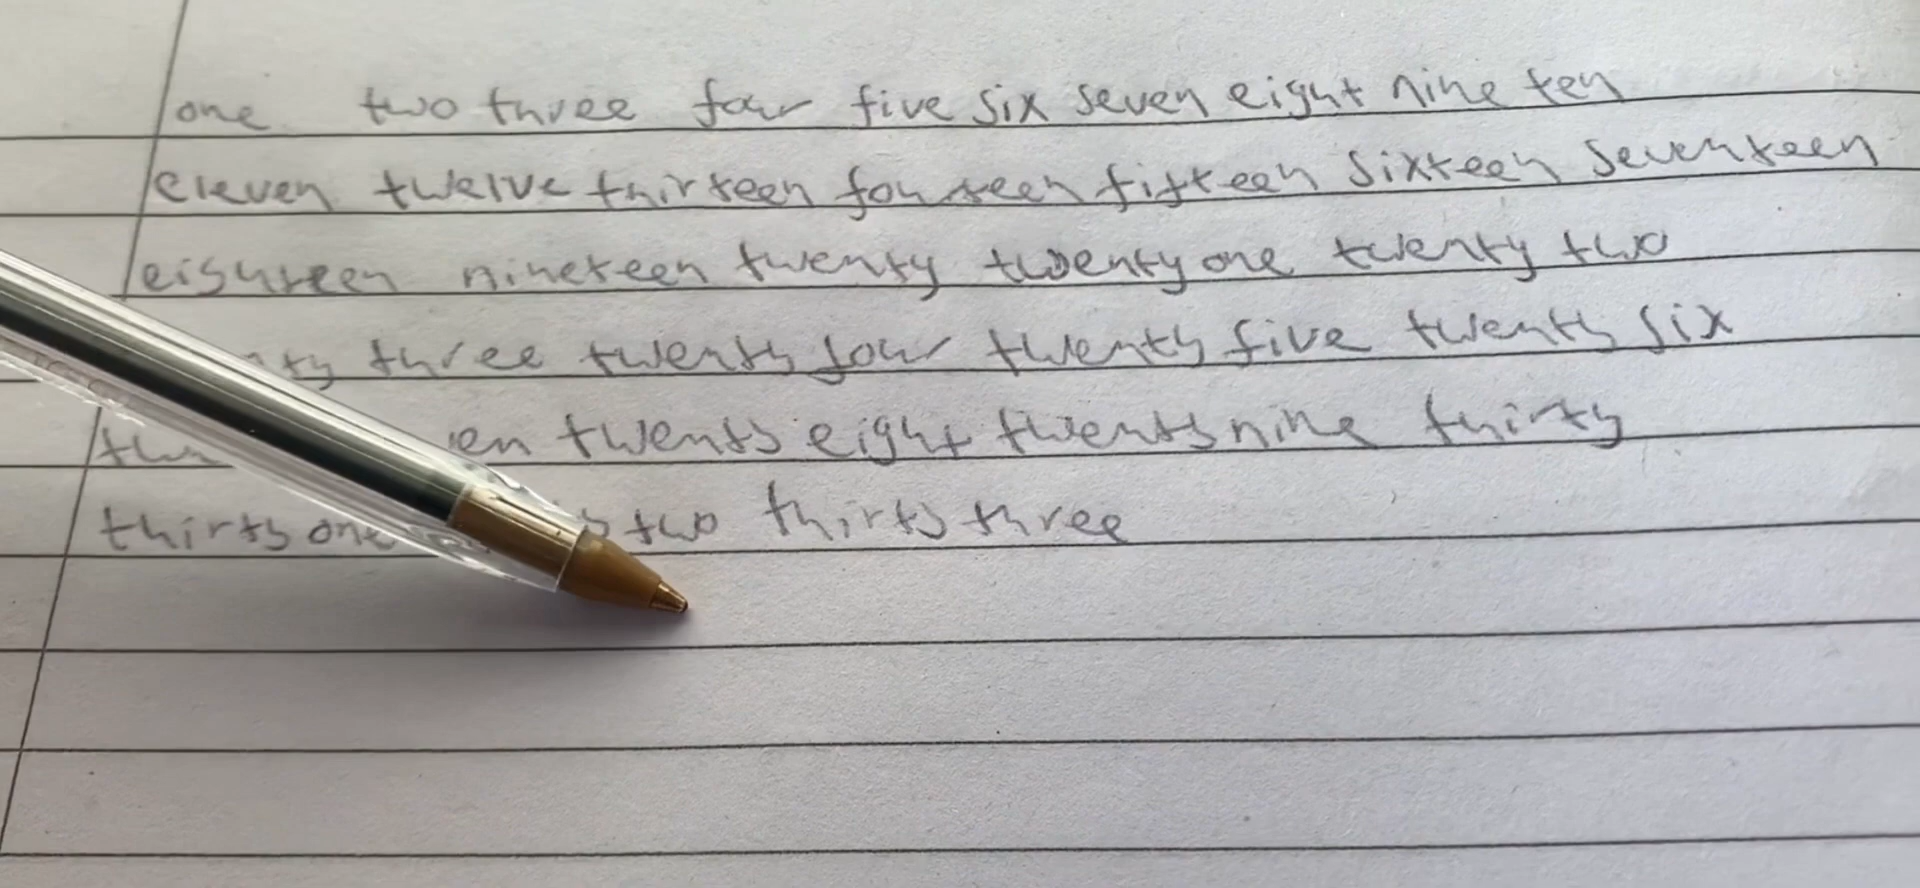 one two three four five six seven eight nine ten
eleven twelve thirteen fourteen fifteen sixteen seventeen
eighteen nineteen twenty twenty one twenty two
three twenty four twenty five twenty six
twenty eight twenty nine thirty
thirty one two thirty three